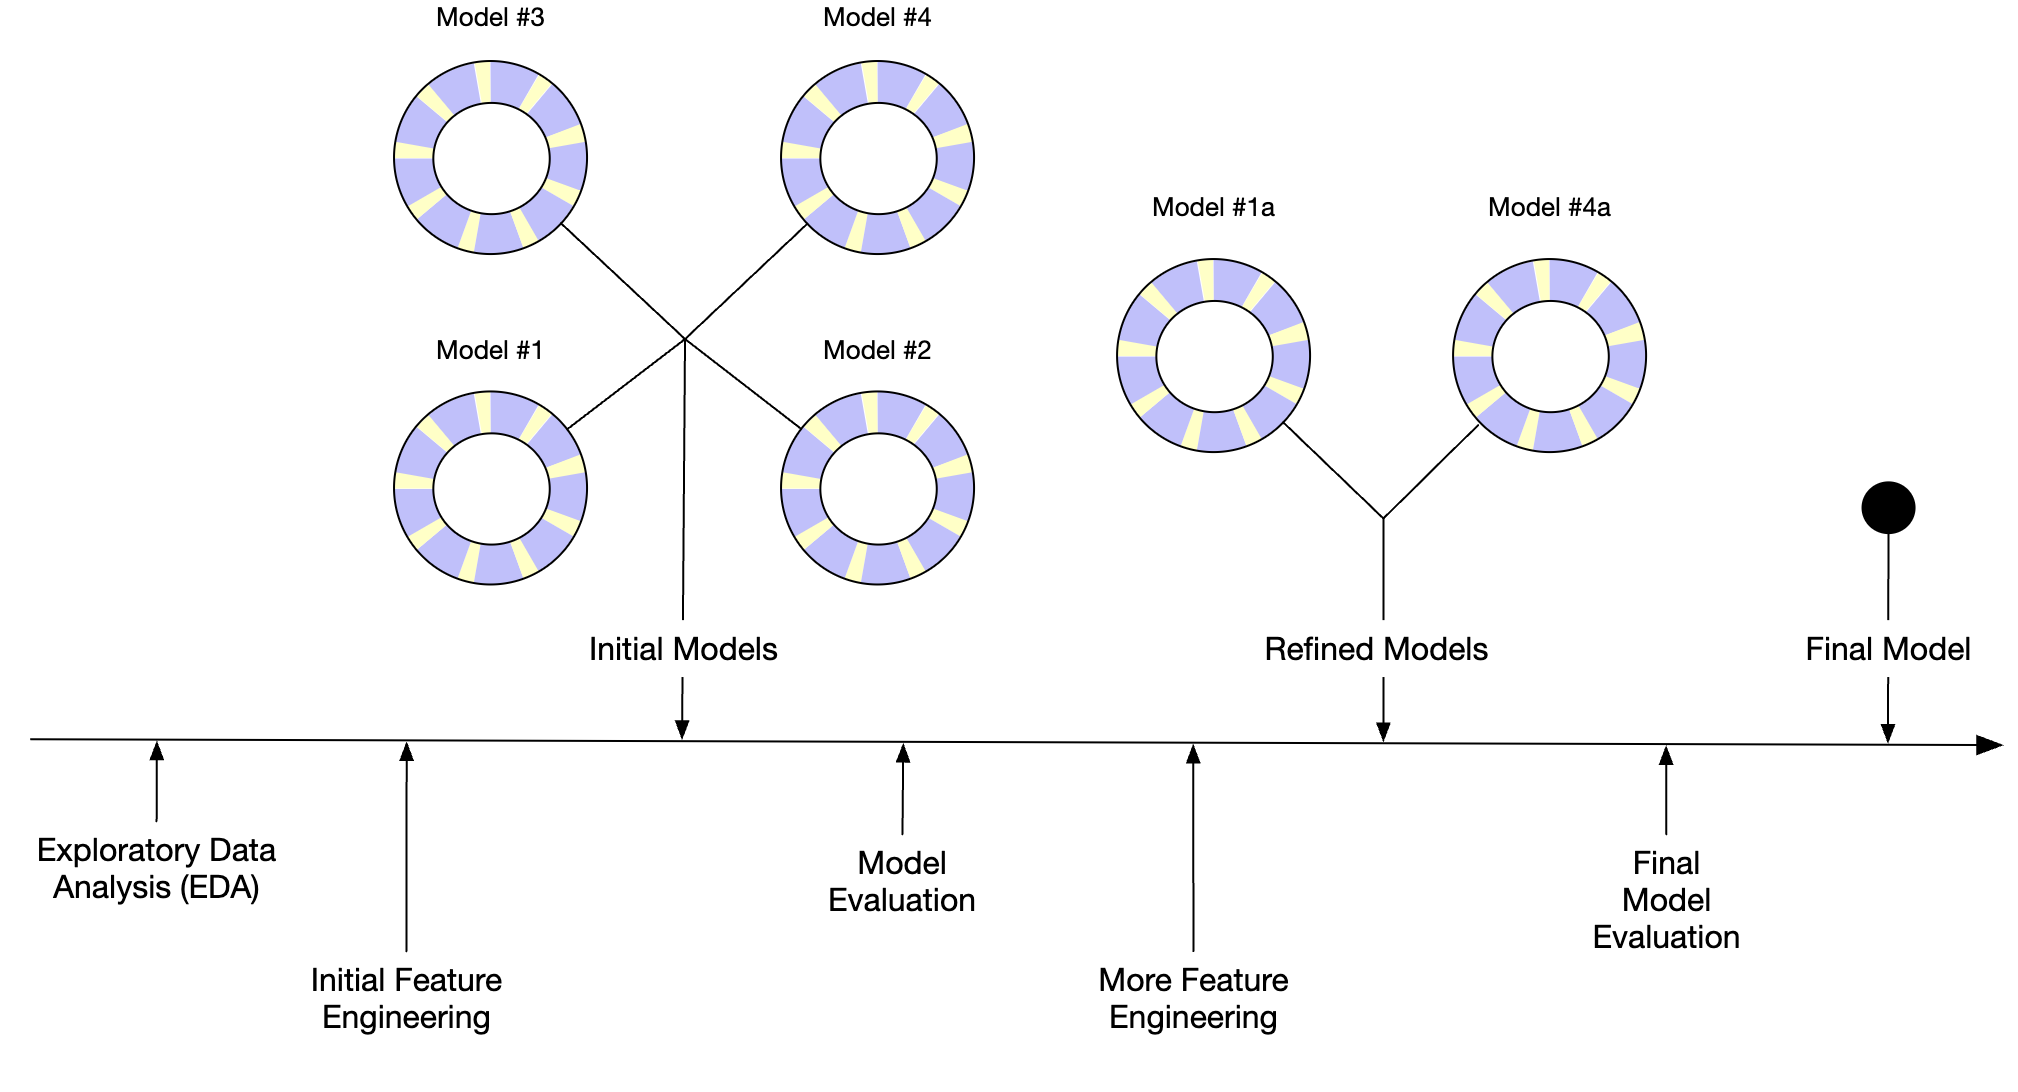 Model #3
Model #4
Model #1
Model #2
Model #1a
Model #4a
Initial Models
Refined Models
Final Model
Exploratory Data
Analysis (EDA)
Initial Feature
Engineering
Model
Evaluation
More Feature
Engineering
Final
Model
Evaluation